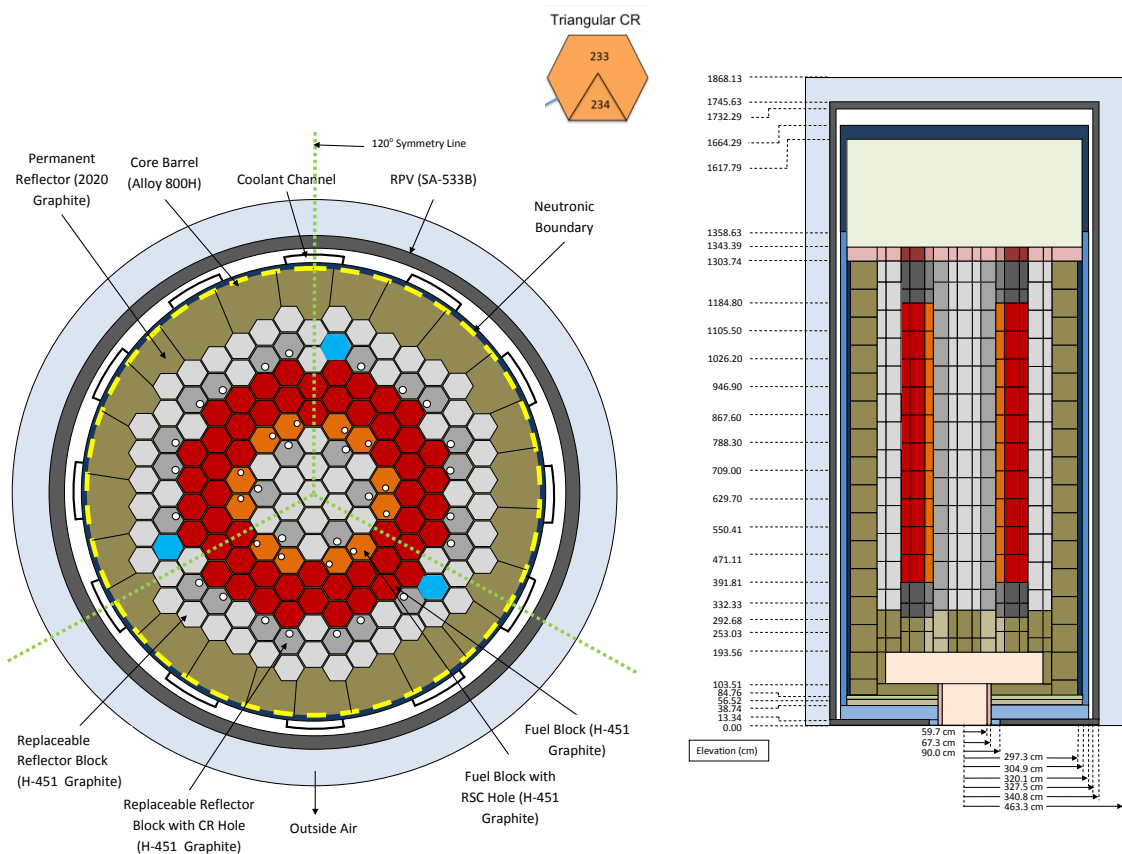 Triangular CR
233
234
120° Symmetry Line
Permanent
Reflector (2020
Graphite)
Core Barrel
(Alloy 800H)
Coolant Channel
RPV (SA-533B)
Neutronic
Boundary
Replaceable
Reflector Block
(H-451 Graphite)
Replaceable Reflector
Block with CR Hole
(H-451 Graphite)
Outside Air
Fuel Block with
RSC Hole (H-451
Graphite)
Fuel Block (H-451
Graphite)
1868.13
1745.63
1732.29
1664.29
1617.79
1358.63
1343.39
1303.74
1184.80
1105.50
1026.20
946.90
867.60
788.30
709.00
629.70
550.41
471.11
391.81
332.33
292.68
253.03
193.56
103.51
84.76
56.52
38.74
13.34
0.00
Elevation (cm)
59.7 cm
67.3 cm
90.0 cm
297.3 cm
304.9 cm
320.1 cm
327.5 cm
340.8 cm
463.3 cm